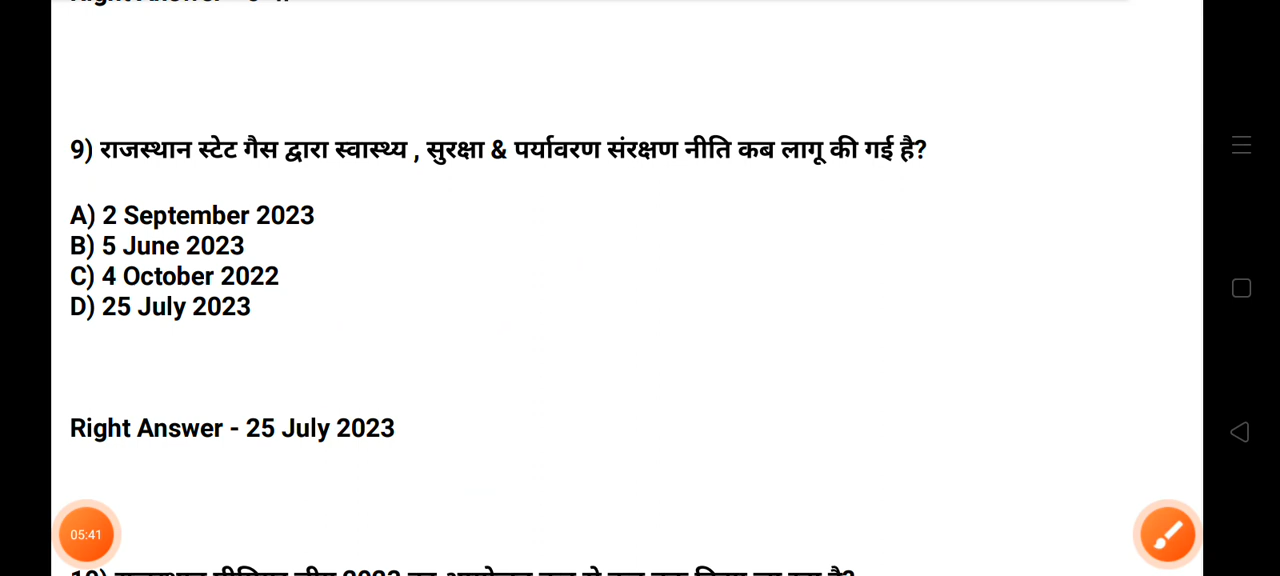 9) राजस्थान स्टेट गैस द्वारा स्वास्थ्य , सुरक्षा & पर्यावरण संरक्षण नीति कब लागू की गई है?
A) 2 September 2023
B) 5 June 2023
C) 4 October 2022
D) 25 July 2023
Right Answer - 25 July 2023
05:41